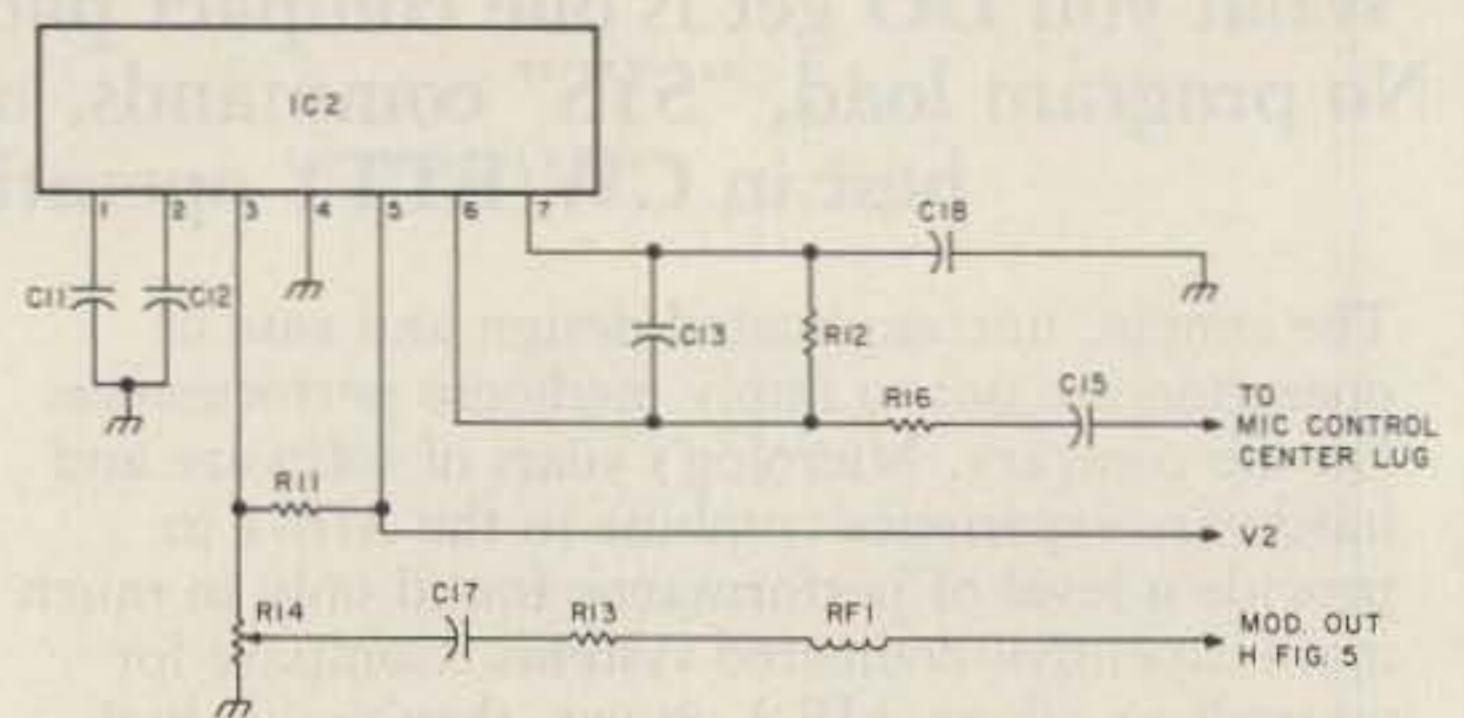 IC2
1 2 3 4 5 6 7
C18
C11 C12
C13 R12
R16 C15 TO
MIC CONTROL
CENTER LUG
R11
V2
R14 C17 R13 RF1 MOD. OUT
H FIG. 5